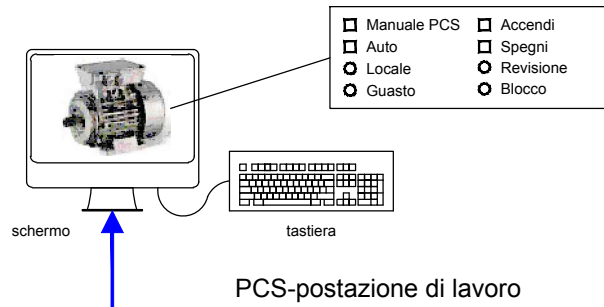 Manuale PCS
Accendi
Auto
Spegni
Locale
Revisione
Guasto
Blocco
schermo
tastiera
PCS-postazione di lavoro